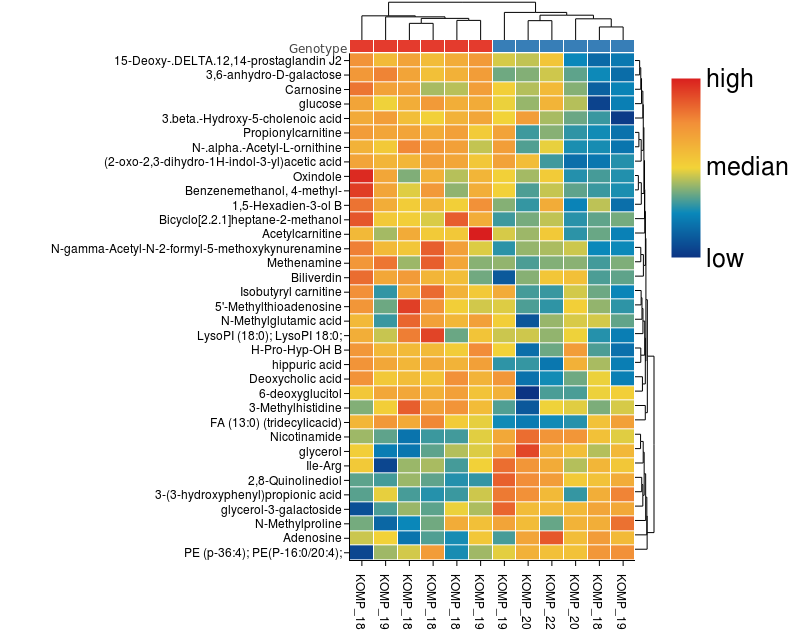 Genotype
15-Deoxy-.DELTA.12,14-prostaglandin J2
3,6-anhydro-D-galactose
Carnosine
glucose
3.beta.-Hydroxy-5-cholenoic acid
Propionylcarnitine
N-.alpha.-Acetyl-L-ornithine
(2-oxo-2,3-dihydro-1H-indol-3-yl)acetic acid
Oxindole
Benzenemethanol, 4-methyl-
1,5-Hexadien-3-ol B
Bicyclo[2.2.1]heptane-2-methanol
Acetylcarnitine
N-gamma-Acetyl-N-2-formyl-5-methoxykynurenamine
Methenamine
Biliverdin
Isobutyryl carnitine
5'-Methylthioadenosine
N-Methylglutamic acid
LysoPI (18:0); LysoPI 18:0;
H-Pro-Hyp-OH B
hippuric acid
Deoxycholic acid
6-deoxyglucitol
3-Methylhistidine
FA (13:0) (tridecylicacid)
Nicotinamide
glycerol
Ile-Arg
2,8-Quinolinediol
3-(3-hydroxyphenyl)propionic acid
glycerol-3-galactoside
N-Methylproline
Adenosine
PE (p-36:4); PE(P-16:0/20:4);
KOMP_18
KOMP_19
KOMP_18
KOMP_18
KOMP_18
KOMP_19
KOMP_19
KOMP_20
KOMP_22
KOMP_20
KOMP_18
KOMP_19
high
median
low